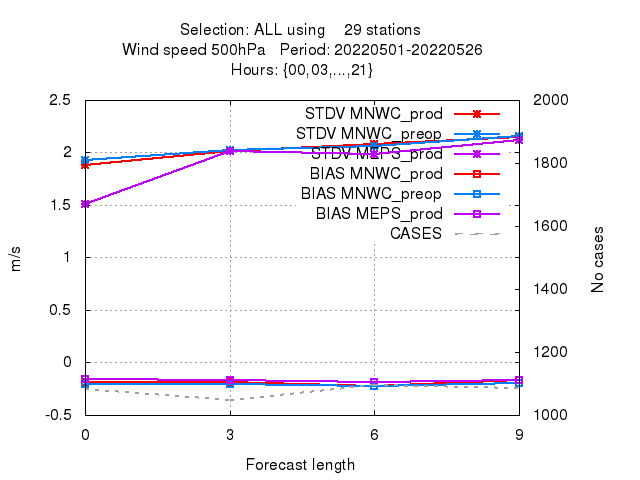 Selection: ALL using 29 stations
Wind speed 500hPa Period: 20220501-20220526
Hours: {00,03,...,21}
2.5
2
1.5
1
0.5
0
-0.5
2000
1800
1600
1400
1200
1000
STDV MNWC_prod
STDV MNWC_preop
STDV MEPS_prod
BIAS MNWC_prod
BIAS MNWC_preop
BIAS MEPS_prod
CASES
m/s
No cases
0 3 6 9
Forecast length